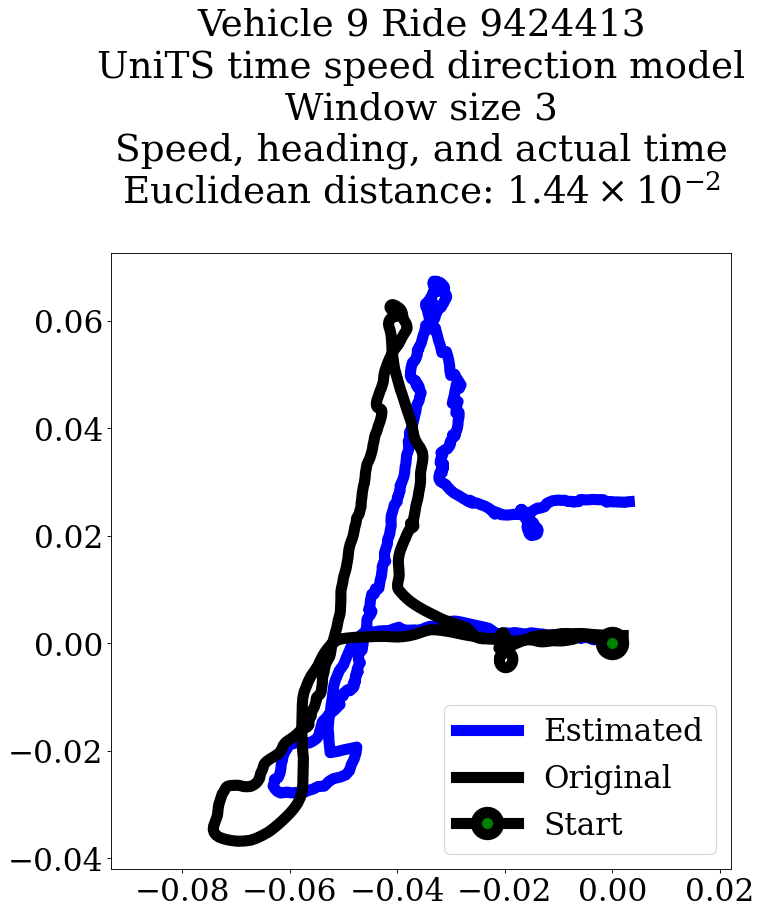 Vehicle 9 Ride 9424413
UniTS time speed direction model
Window size 3
Speed, heading, and actual time
Euclidean distance: 1.44 × 10⁻²
0.06
0.04
0.02
0.00
−0.02
−0.04
Estimated
Original
Start
−0.08 −0.06 −0.04 −0.02 0.00 0.02